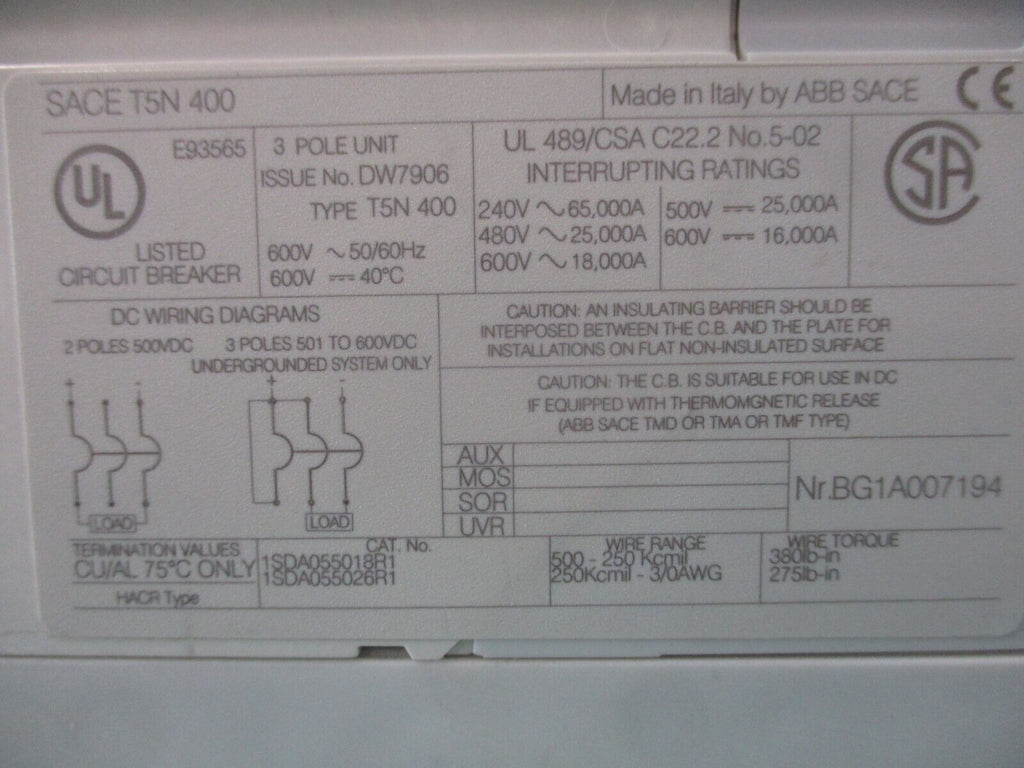 SACE T5N 400
Made in Italy by ABB SACE
CE
UL
E93565
LISTED
CIRCUIT BREAKER
3 POLE UNIT
ISSUE No. DW7906
TYPE T5N 400
600V ~ 50/60Hz
600V ⎓ 40°C
UL 489/CSA C22.2 No.5-02
INTERRUPTING RATINGS
240V ~ 65,000A
480V ~ 25,000A
600V ~ 18,000A
500V ⎓ 25,000A
600V ⎓ 16,000A
SA
DC WIRING DIAGRAMS
2 POLES 500VDC
3 POLES 501 TO 600VDC
UNDERGROUNDED SYSTEM ONLY
+ -
LOAD
+ -
LOAD
CAUTION: AN INSULATING BARRIER SHOULD BE
INTERPOSED BETWEEN THE C.B. AND THE PLATE FOR
INSTALLATIONS ON FLAT NON-INSULATED SURFACE
CAUTION: THE C.B. IS SUITABLE FOR USE IN DC
IF EQUIPPED WITH THERMOMGNETIC RELEASE
(ABB SACE TMD OR TMA OR TMF TYPE)
AUX
MOS
SOR
UVR
Nr.BG1A007194
TERMINATION VALUES
CU/AL 75°C ONLY
HACR Type
CAT. No.
1SDA055018R1
1SDA055026R1
WIRE RANGE
500 - 250 Kcmil
250Kcmil - 3/0AWG
WIRE TORQUE
380lb-in
275lb-in